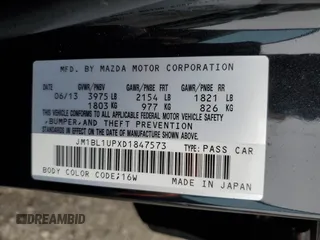 MFD. BY MAZDA MOTOR CORPORATION
DATE GVWR/PNBV GAWR/PNBE FRT GAWR/PNBE RR
06/13 3975 LB 2154 LB 1821 LB
1803 KG 977 KG 826 KG
THIS VEHICLE CONFORMS TO ALL APPLICABLE
FEDERAL MOTOR VEHICLE SAFETY
BUMPER, AND THEFT PREVENTION
STANDARDS IN EFFECT ON THE DATE OF
MANUFACTURE SHOWN ABOVE.
JM1BL1UPXD1847573 TYPE: PASS CAR
BODY COLOR CODE: 16W MADE IN JAPAN
DREAMBID